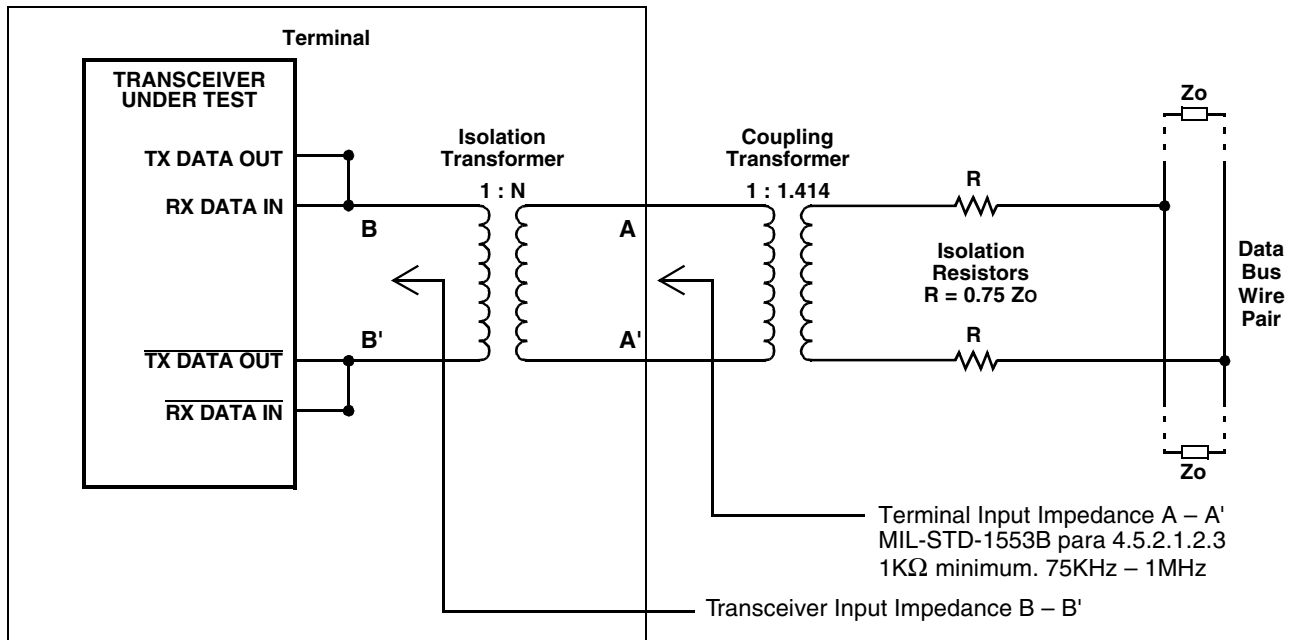 Terminal
TRANSCEIVER
UNDER TEST
TX DATA OUT
RX DATA IN
TX DATA OUT
RX DATA IN
B
B'
Isolation
Transformer
1 : N
A
A'
Coupling
Transformer
1 : 1.414
R
Isolation
Resistors
R = 0.75 ZO
R
Zo
Data
Bus
Wire
Pair
Zo
Terminal Input Impedance A – A'
MIL-STD-1553B para 4.5.2.1.2.3
1KΩ minimum. 75KHz – 1MHz
Transceiver Input Impedance B – B'